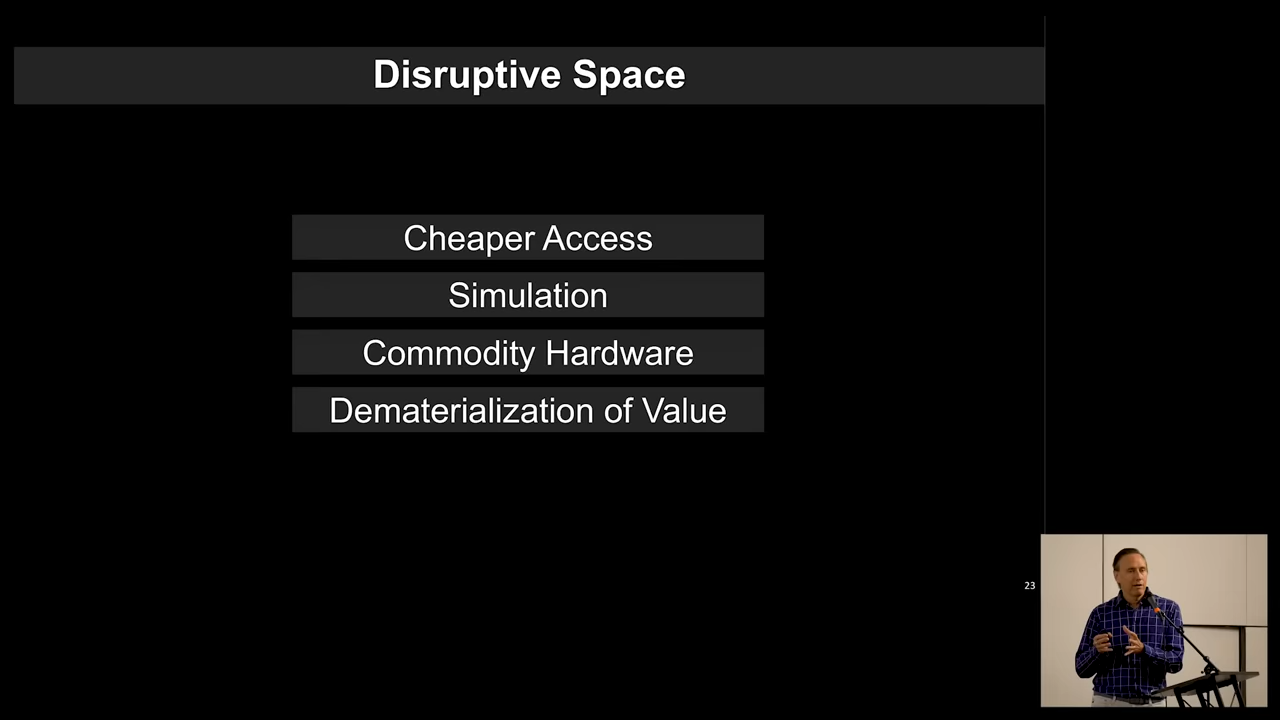 Disruptive Space
Cheaper Access
Simulation
Commodity Hardware
Dematerialization of Value
23